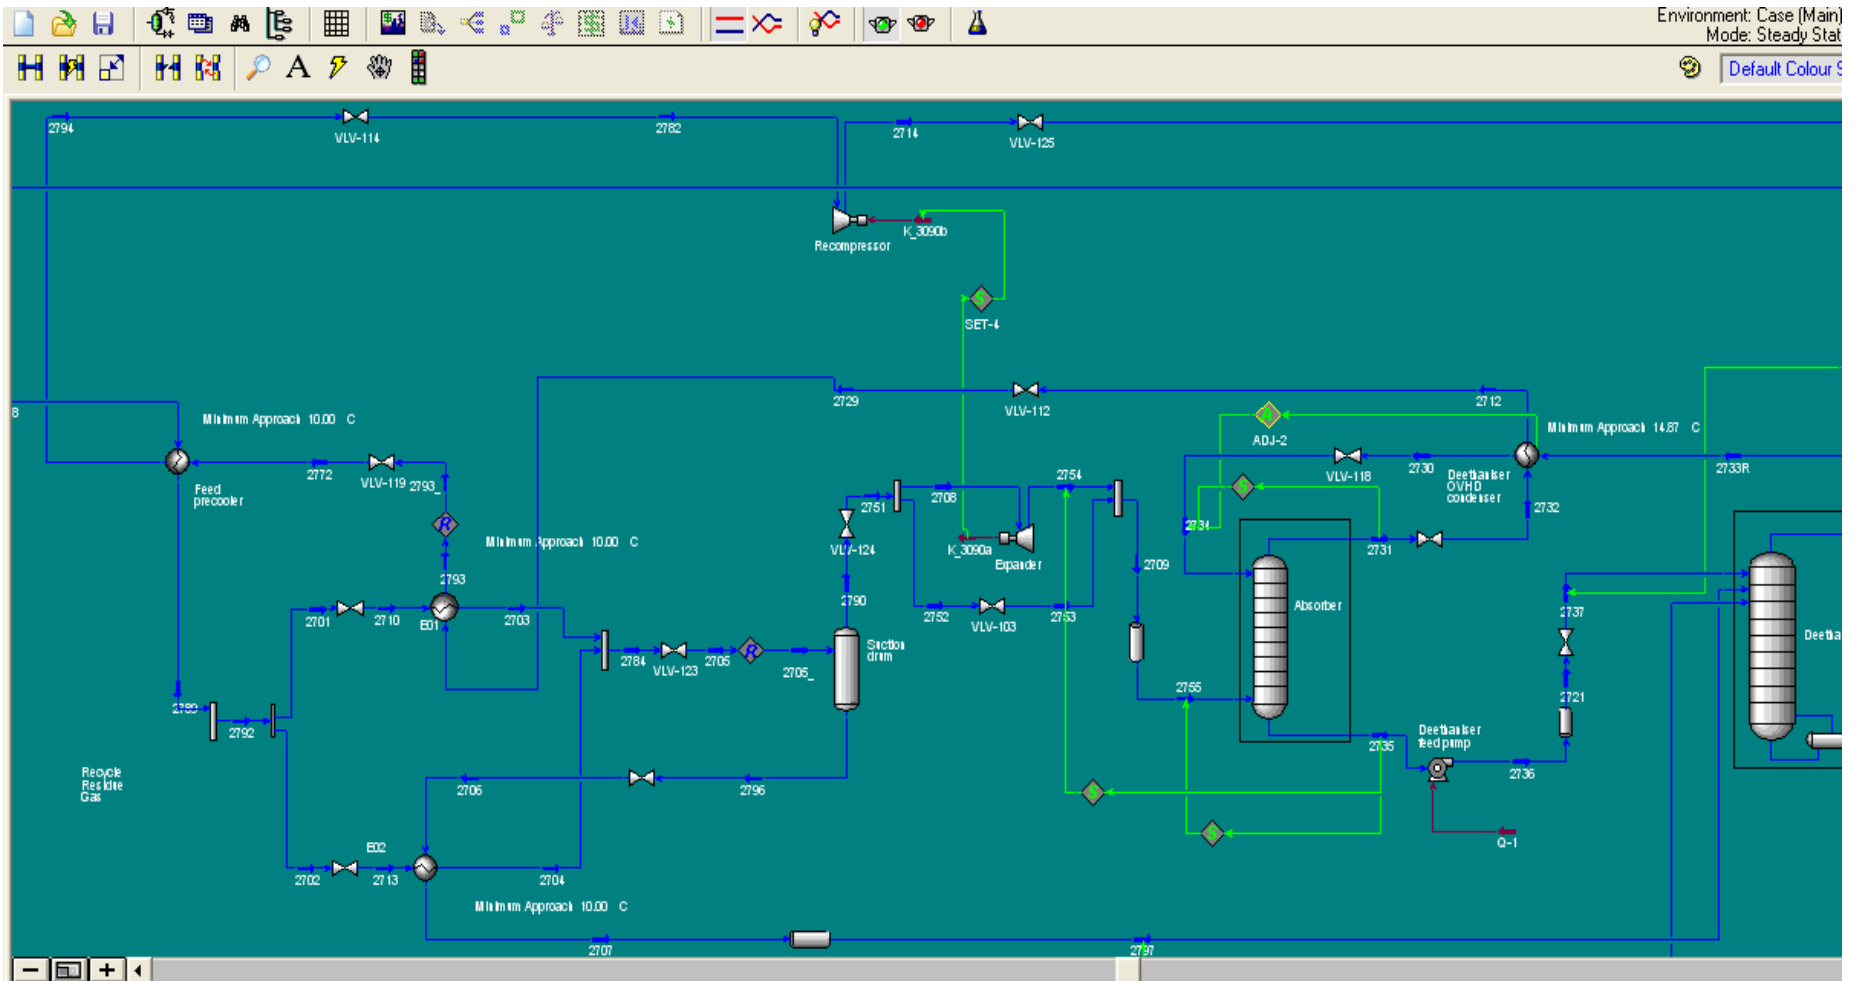 Environment: Case (Main)
Mode: Steady Stat
Default Colour S
2794
VLV-114
2782
2714
VLV-125
K_3090b
Recompressor
SET-4
2729
VLV-112
2712
8
Minimum Approach 10.00 C
ADJ-2
Minimum Approach 14.87 C
2772
VLV-119
2793_
Feed
precooler
2754
VLV-118
2730
Deethaniser
OVHD
condenser
2733R
2751
2708
2732
2734
R
Minimum Approach 10.00 C
VLV-124
K_3090a
Expander
2731
2709
2793
2790
2701
2710
E01
2703
2752
VLV-103
2753
Absorber
2737
Deetha
2784
VLV-123
2705
R
2705_
Suction
drum
2755
2721
2789
2792
2735
Deethaniser
feed pump
2736
Recycle
Residue
Gas
2706
2796
S
S
Q-1
E02
2702
2713
2704
Minimum Approach 10.00 C
2707
2797